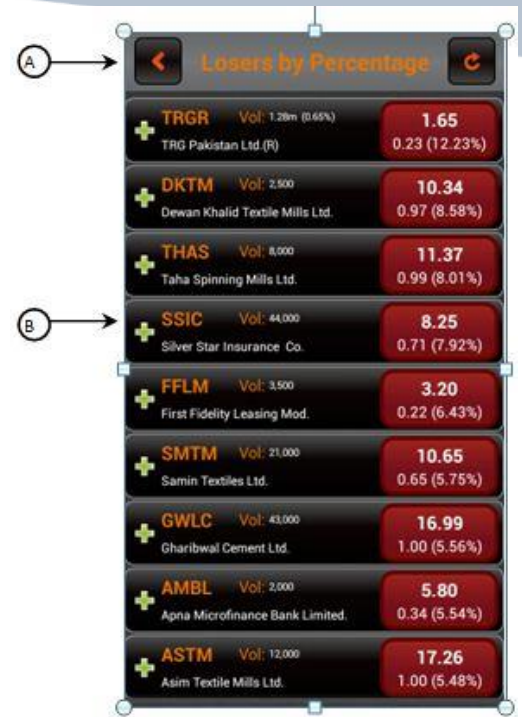 A
Losers by Percentage
TRGR Vol: 1.28m (0.65%)
1.65
TRG Pakistan Ltd.(R)
0.23 (12.23%)
DKTM Vol: 2,500
10.34
Dewan Khalid Textile Mills Ltd.
0.97 (8.58%)
THAS Vol: 8,000
11.37
Taha Spinning Mills Ltd.
0.99 (8.01%)
B
SSIC Vol: 44,000
8.25
Silver Star Insurance Co.
0.71 (7.92%)
FFLM Vol: 3,500
3.20
First Fidelity Leasing Mod.
0.22 (6.43%)
SMTM Vol: 21,000
10.65
Samin Textiles Ltd.
0.65 (5.75%)
GWLC Vol: 43,000
16.99
Gharibwal Cement Ltd.
1.00 (5.56%)
AMBL Vol: 2,000
5.80
Apna Microfinance Bank Limited.
0.34 (5.54%)
ASTM Vol: 12,000
17.26
Asim Textile Mills Ltd.
1.00 (5.48%)